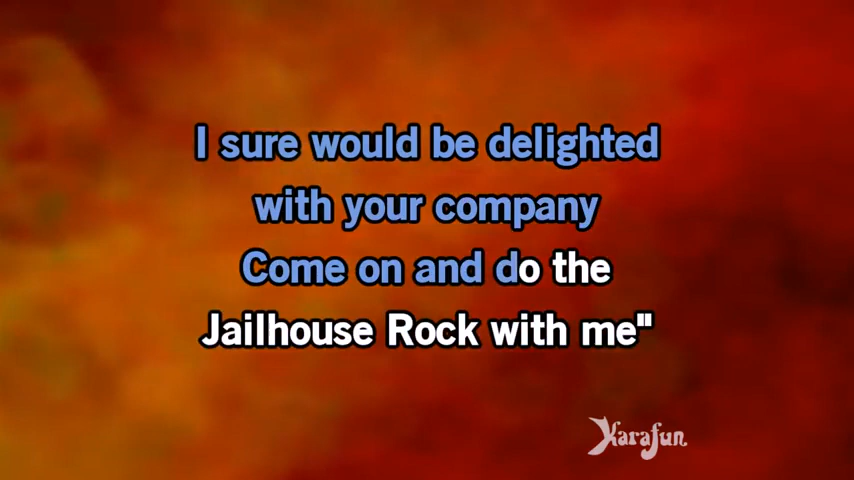 I sure would be delighted
with your company
Come on and do the
Jailhouse Rock with me"
Karafun